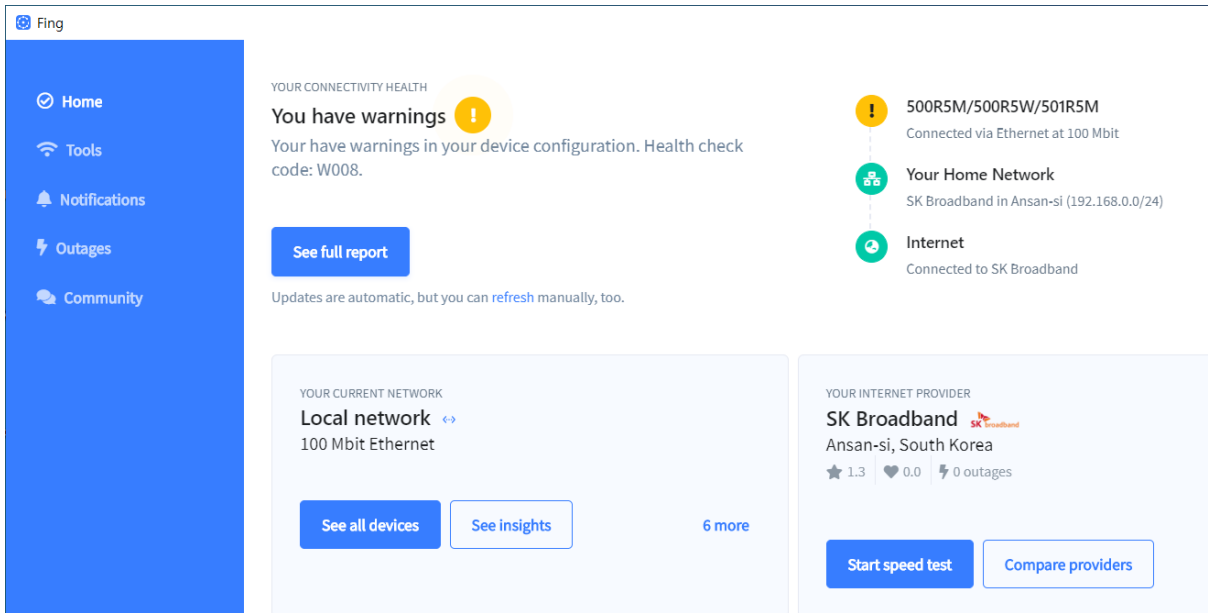 Fing
Home
Tools
Notifications
Outages
Community
YOUR CONNECTIVITY HEALTH
You have warnings
Your have warnings in your device configuration. Health check
code: W008.
See full report
Updates are automatic, but you can refresh manually, too.
500R5M/500R5W/501R5M
Connected via Ethernet at 100 Mbit
Your Home Network
SK Broadband in Ansan-si (192.168.0.0/24)
Internet
Connected to SK Broadband
YOUR CURRENT NETWORK
Local network
100 Mbit Ethernet
See all devices
See insights
6 more
YOUR INTERNET PROVIDER
SK Broadband SK broadband
Ansan-si, South Korea
1.3 0.0 0 outages
Start speed test
Compare providers